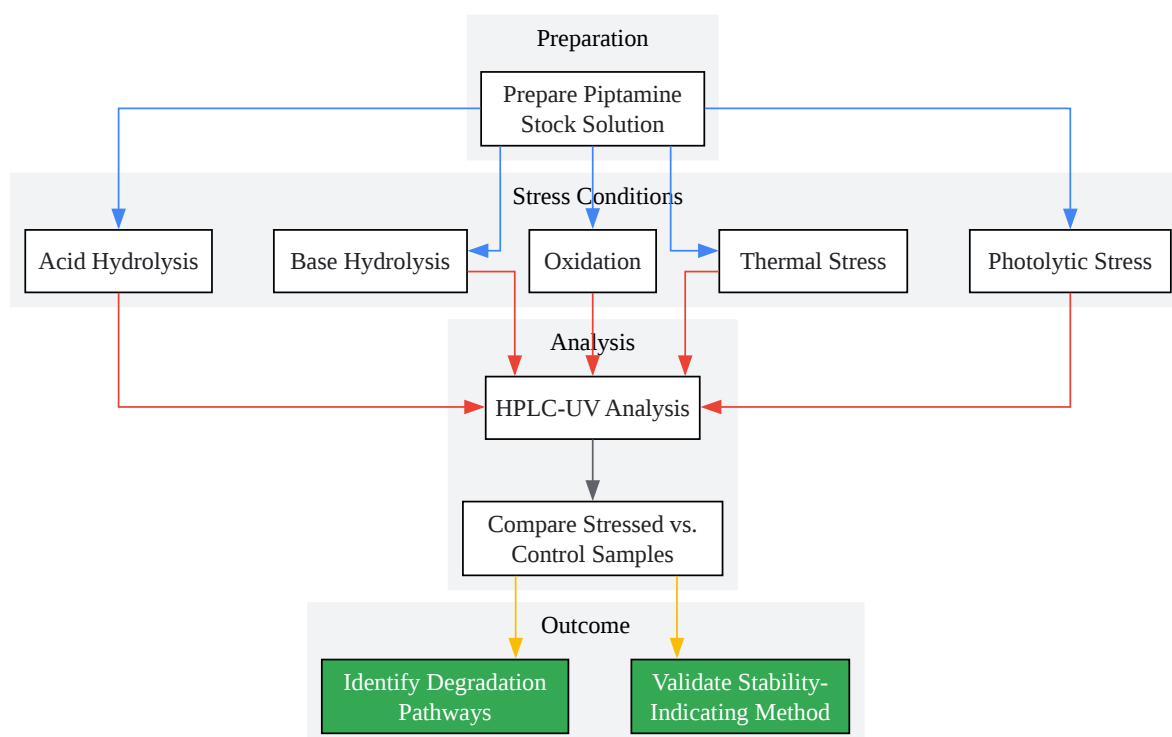 Preparation
Prepare Piptamine
Stock Solution
Stress Conditions
Acid Hydrolysis
Base Hydrolysis
Oxidation
Thermal Stress
Photolytic Stress
Analysis
HPLC-UV Analysis
Compare Stressed vs.
Control Samples
Outcome
Identify Degradation
Pathways
Validate Stability-
Indicating Method